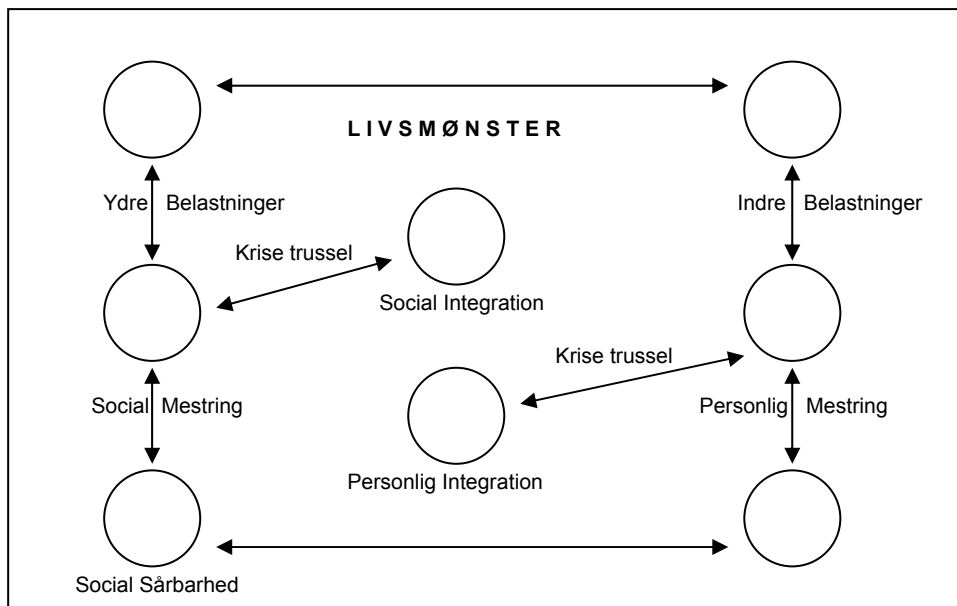 LIVSMØNSTER
Ydre Belastninger
Indre Belastninger
Krise trussel
Social Integration
Krise trussel
Social Mestring
Personlig Mestring
Personlig Integration
Social Sårbarhed